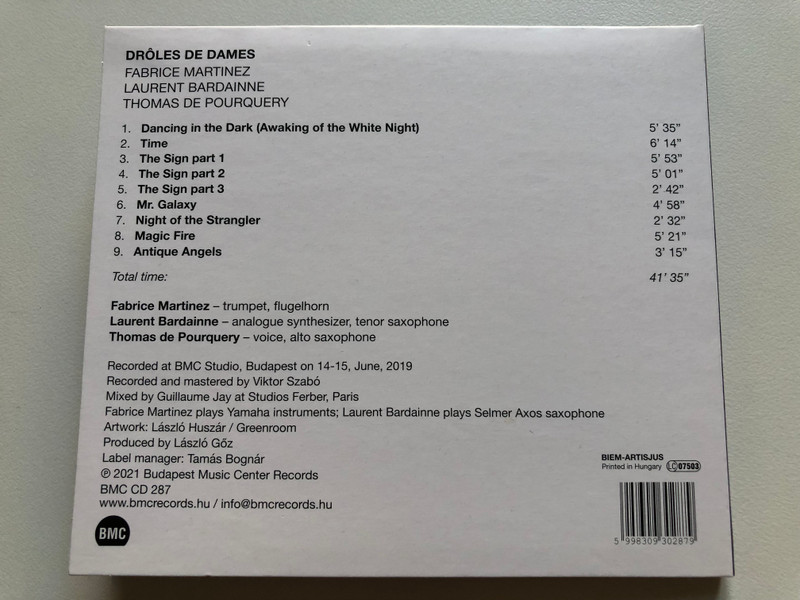 DRÔLES DE DAMES
FABRICE MARTINEZ
LAURENT BARDAINNE
THOMAS DE POURQUERY
1. Dancing in the Dark (Awaking of the White Night) 5’ 35”
2. Time 6’ 14”
3. The Sign part 1 5’ 53”
4. The Sign part 2 5’ 01”
5. The Sign part 3 2’ 42”
6. Mr. Galaxy 4’ 58”
7. Night of the Strangler 2’ 32”
8. Magic Fire 5’ 21”
9. Antique Angels 3’ 15”
Total time: 41’ 35”
Fabrice Martinez – trumpet, flugelhorn
Laurent Bardainne – analogue synthesizer, tenor saxophone
Thomas de Pourquery – voice, alto saxophone
Recorded at BMC Studio, Budapest on 14-15, June, 2019
Recorded and mastered by Viktor Szabó
Mixed by Guillaume Jay at Studios Ferber, Paris
Fabrice Martinez plays Yamaha instruments; Laurent Bardainne plays Selmer Axos saxophone
Artwork: László Huszár / Greenroom
Produced by László Gőz
Label manager: Tamás Bognár
℗ 2021 Budapest Music Center Records
BMC CD 287
www.bmcrecords.hu / info@bmcrecords.hu
BMC
BIEM-ARTISJUS
Printed in Hungary LC 07503
5 998309 302879